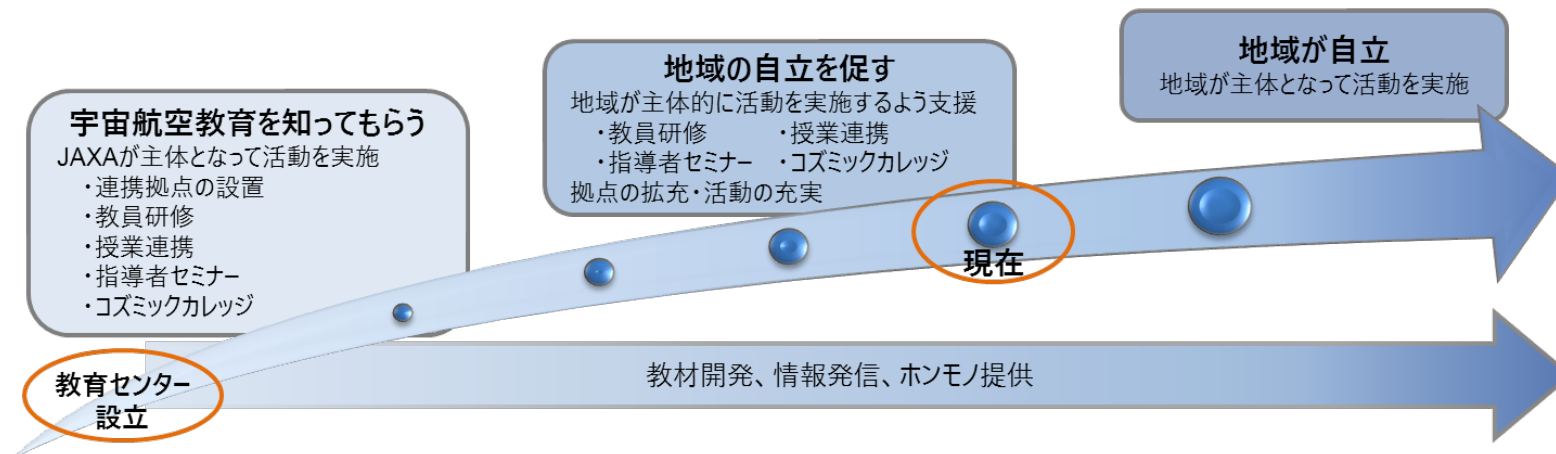 宇宙航空教育を知ってもらう
JAXAが主体となって活動を実施
・連携拠点の設置
・教員研修
・授業連携
・指導者セミナー
・コズミックカレッジ
地域の自立を促す
地域が主体的に活動を実施するよう支援
・教員研修 ・授業連携
・指導者セミナー ・コズミックカレッジ
拠点の拡充・活動の充実
地域が自立
地域が主体となって活動を実施
現在
教育センター
設立
教材開発、情報発信、ホンモノ提供